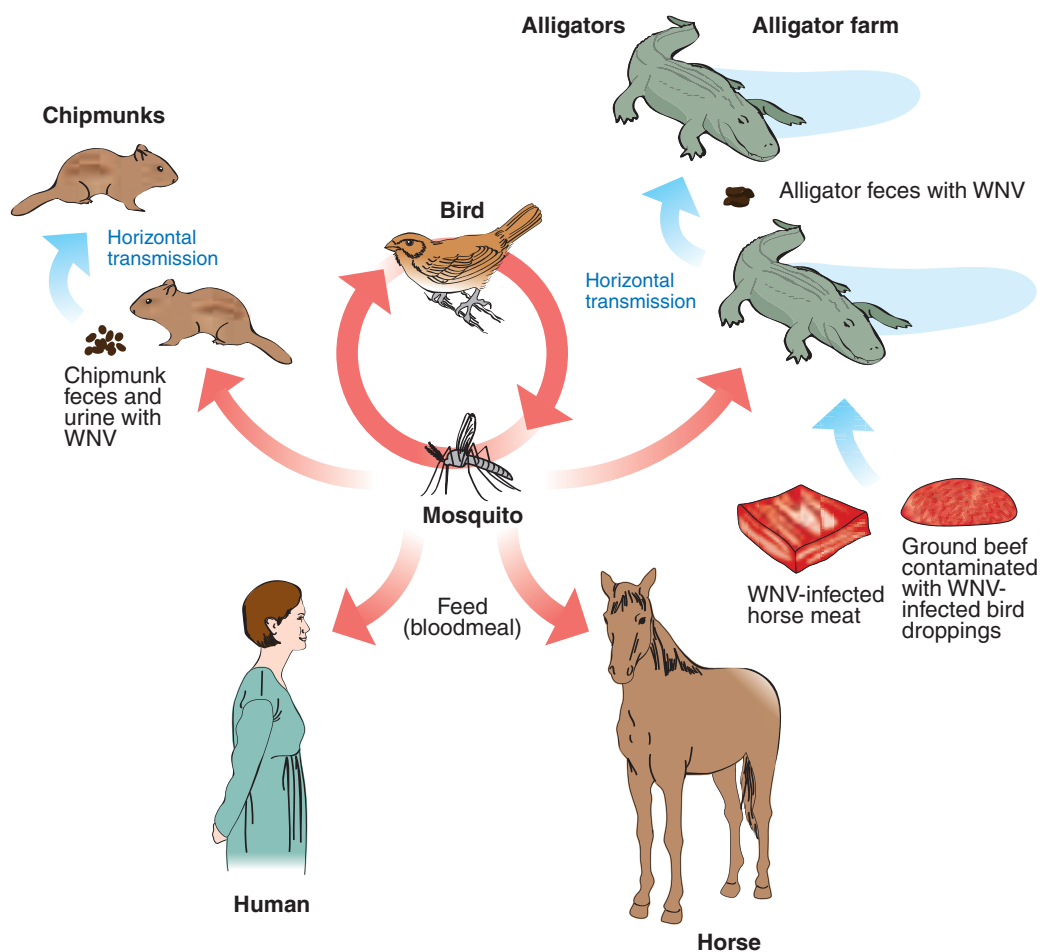 Alligators
Alligator farm
Chipmunks
Alligator feces with WNV
Bird
Horizontal
transmission
Horizontal
transmission
Chipmunk
feces and
urine with
WNV
Mosquito
WNV-infected
horse meat
Ground beef
contaminated
with WNV-
infected bird
droppings
Feed
(bloodmeal)
Human
Horse